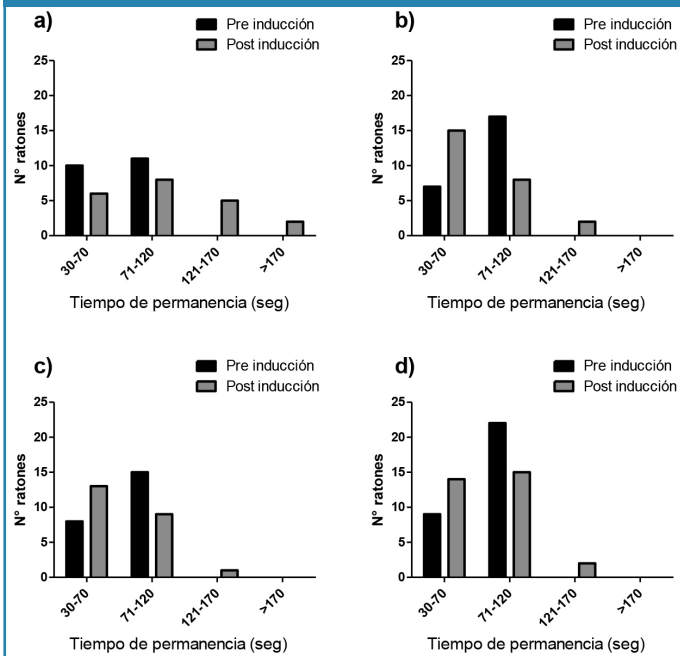 a)
Pre inducción
Post inducción
25
20
15
10
5
0
N° ratones
30-70
71-120
121-170
>170
Tiempo de permanencia (seg)
b)
Pre inducción
Post inducción
25
20
15
10
5
0
N° ratones
30-70
71-120
121-170
>170
Tiempo de permanencia (seg)
c)
Pre inducción
Post inducción
25
20
15
10
5
0
N° ratones
30-70
71-120
121-170
>170
Tiempo de permanencia (seg)
d)
Pre inducción
Post inducción
25
20
15
10
5
0
N° ratones
30-70
71-120
121-170
>170
Tiempo de permanencia (seg)